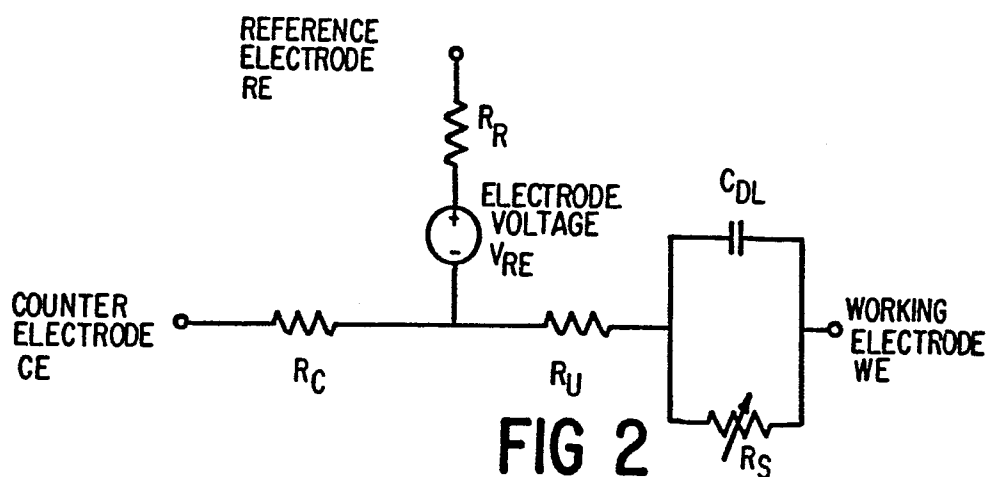 REFERENCE
ELECTRODE
RE
R_R
C_DL
ELECTRODE
VOLTAGE
V_RE
+
-
COUNTER
ELECTRODE
CE
R_C
R_U
WORKING
ELECTRODE
WE
R_S
FIG 2